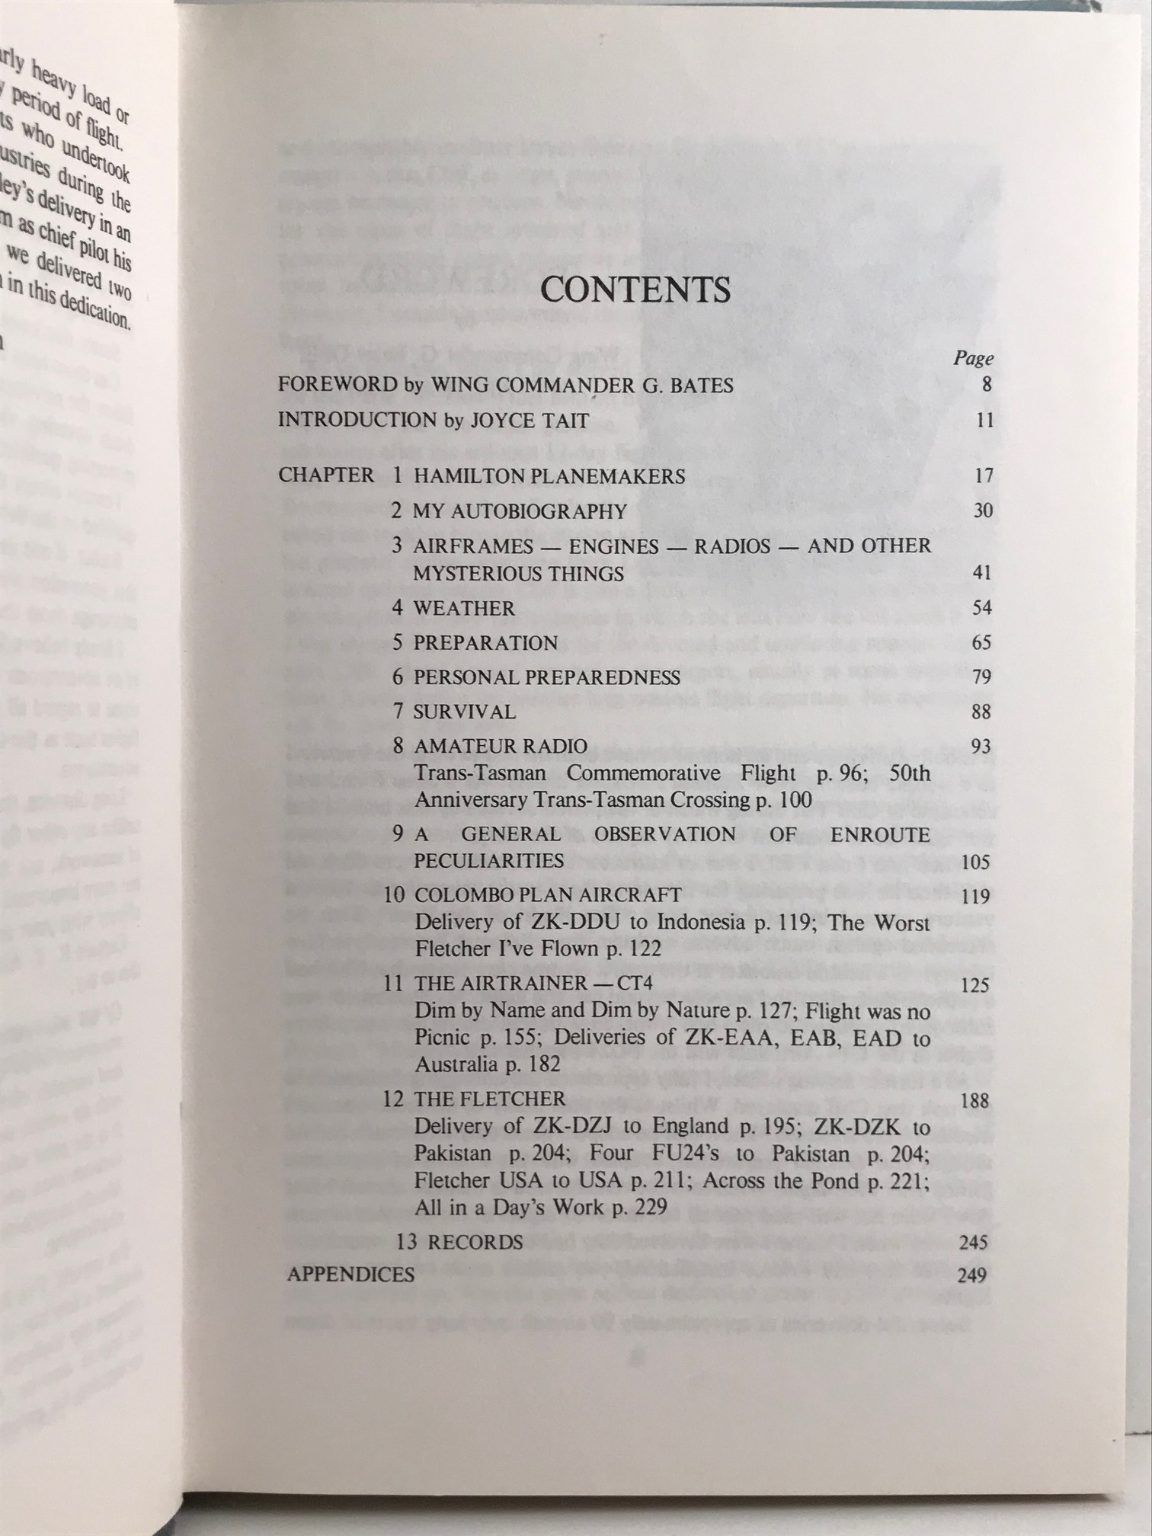 rly heavy load or
period of flight.
ts who undertook
ustries during the
ley's delivery in an
m as chief pilot his
we delivered two
in this dedication.
CONTENTS
Page
FOREWORD by WING COMMANDER G. BATES 8
INTRODUCTION by JOYCE TAIT 11
CHAPTER 1 HAMILTON PLANEMAKERS 17
2 MY AUTOBIOGRAPHY 30
3 AIRFRAMES — ENGINES — RADIOS — AND OTHER
MYSTERIOUS THINGS 41
4 WEATHER 54
5 PREPARATION 65
6 PERSONAL PREPAREDNESS 79
7 SURVIVAL 88
8 AMATEUR RADIO 93
Trans-Tasman Commemorative Flight p. 96; 50th
Anniversary Trans-Tasman Crossing p. 100
9 A GENERAL OBSERVATION OF ENROUTE
PECULIARITIES 105
10 COLOMBO PLAN AIRCRAFT 119
Delivery of ZK-DDU to Indonesia p. 119; The Worst
Fletcher I've Flown p. 122
11 THE AIRTRAINER — CT4 125
Dim by Name and Dim by Nature p. 127; Flight was no
Picnic p. 155; Deliveries of ZK-EAA, EAB, EAD to
Australia p. 182
12 THE FLETCHER 188
Delivery of ZK-DZJ to England p. 195; ZK-DZK to
Pakistan p. 204; Four FU24's to Pakistan p. 204;
Fletcher USA to USA p. 211; Across the Pond p. 221;
All in a Day's Work p. 229
13 RECORDS 245
APPENDICES 249